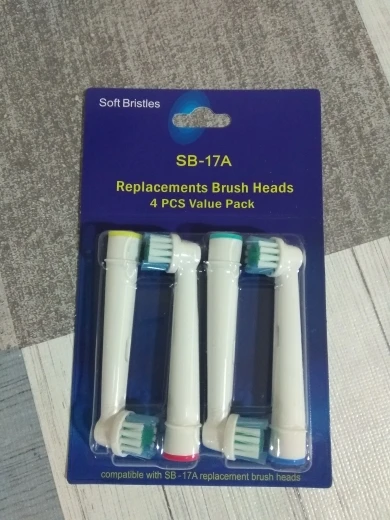 Soft Bristles
SB-17A
Replacements Brush Heads
4 PCS Value Pack
compatible with SB-17A replacement brush heads